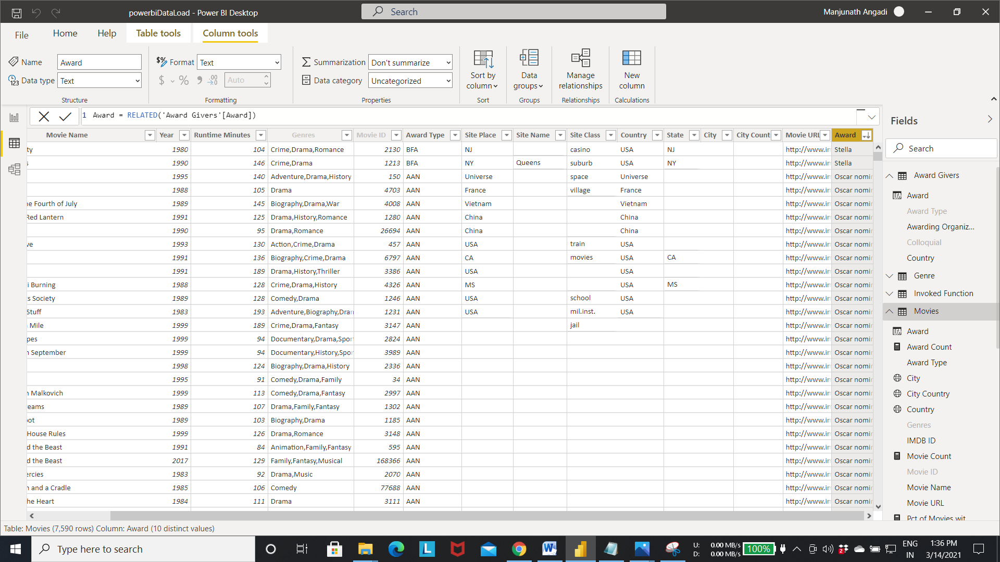 powerbiDataLoad - Power BI Desktop
Search
Manjunath Angadi
File Home Help Table tools Column tools
Name Award
Data type Text
Structure
Format Text
$ % Auto
Formatting
Summarization Don't summarize
Data category Uncategorized
Properties
Sort by column
Sort
Data groups
Groups
Manage relationships
Relationships
New column
Calculations
1 Award = RELATED('Award Givers'[Award])
Movie Name Year Runtime Minutes Genres Movie ID Award Type Site Place Site Name Site Class Country State City City Count Movie URL Award
ty 1980 104 Crime,Drama,Romance 2130 BFA NJ casino USA NJ http://www.in Stella
s 1990 146 Crime,Drama 1213 BFA NY Queens suburb USA NY http://www.in Stella
1995 140 Adventure,Drama,History 150 AAN Universe space Universe http://www.in Oscar nomi
1988 105 Drama 4703 AAN France village France http://www.in Oscar nomi
he Fourth of July 1989 145 Biography,Drama,War 4008 AAN Vietnam Vietnam http://www.in Oscar nomi
Red Lantern 1991 125 Drama,History,Romance 1280 AAN China China http://www.in Oscar nomi
1990 95 Drama,Romance 26694 AAN China China http://www.in Oscar nomi
ve 1993 130 Action,Crime,Drama 457 AAN USA train USA http://www.in Oscar nomi
1991 136 Biography,Crime,Drama 6797 AAN CA movies USA CA http://www.in Oscar nomi
1991 189 Drama,History,Thriller 3386 AAN USA USA http://www.in Oscar nomi
i Burning 1988 128 Crime,Drama,History 4326 AAN MS USA MS http://www.in Oscar nomi
s Society 1989 128 Comedy,Drama 1246 AAN USA school USA http://www.in Oscar nomi
Stuff 1983 193 Adventure,Biography,Dran 1231 AAN USA mil.inst. USA http://www.in Oscar nomi
Mile 1999 189 Crime,Drama,Fantasy 3147 AAN jail http://www.in Oscar nomi
pes 1999 94 Documentary,Drama,Spor 2824 AAN http://www.in Oscar nomi
n September 1999 94 Documentary,History,Spor 3989 AAN http://www.in Oscar nomi
1998 124 Biography,Drama,History 2336 AAN http://www.in Oscar nomi
1995 91 Comedy,Drama,Family 34 AAN http://www.in Oscar nomi
n Malkovich 1999 113 Comedy,Drama,Fantasy 2997 AAN http://www.in Oscar nomi
eams 1989 107 Drama,Family,Fantasy 1302 AAN http://www.in Oscar nomi
oot 1989 103 Biography,Drama 1185 AAN http://www.in Oscar nomi
House Rules 1999 126 Drama,Romance 3148 AAN http://www.in Oscar nomi
d the Beast 1991 84 Animation,Family,Fantasy 595 AAN http://www.in Oscar nomi
d the Beast 2017 129 Family,Fantasy,Musical 168366 AAN http://www.in Oscar nomi
ercies 1983 92 Drama,Music 2070 AAN http://www.in Oscar nomi
n and a Cradle 1985 106 Comedy 77688 AAN http://www.in Oscar nomi
he Heart 1984 111 Drama 3111 AAN http://www.in Oscar nomi
Fields
Search
Award Givers
Award
Award Type
Awarding Organiz...
Colloquial
Country
Genre
Invoked Function
Movies
Award
Award Count
Award Type
City
City Country
Country
Genres
IMDB ID
Movie Count
Movie ID
Movie Name
Movie URL
Pct of Movies wit
Table: Movies (7,590 rows) Column: Award (10 distinct values)
Type here to search
U: 0.00 MB/s
D: 0.00 MB/s
100%
2
ENG
IN
1:36 PM
3/14/2021